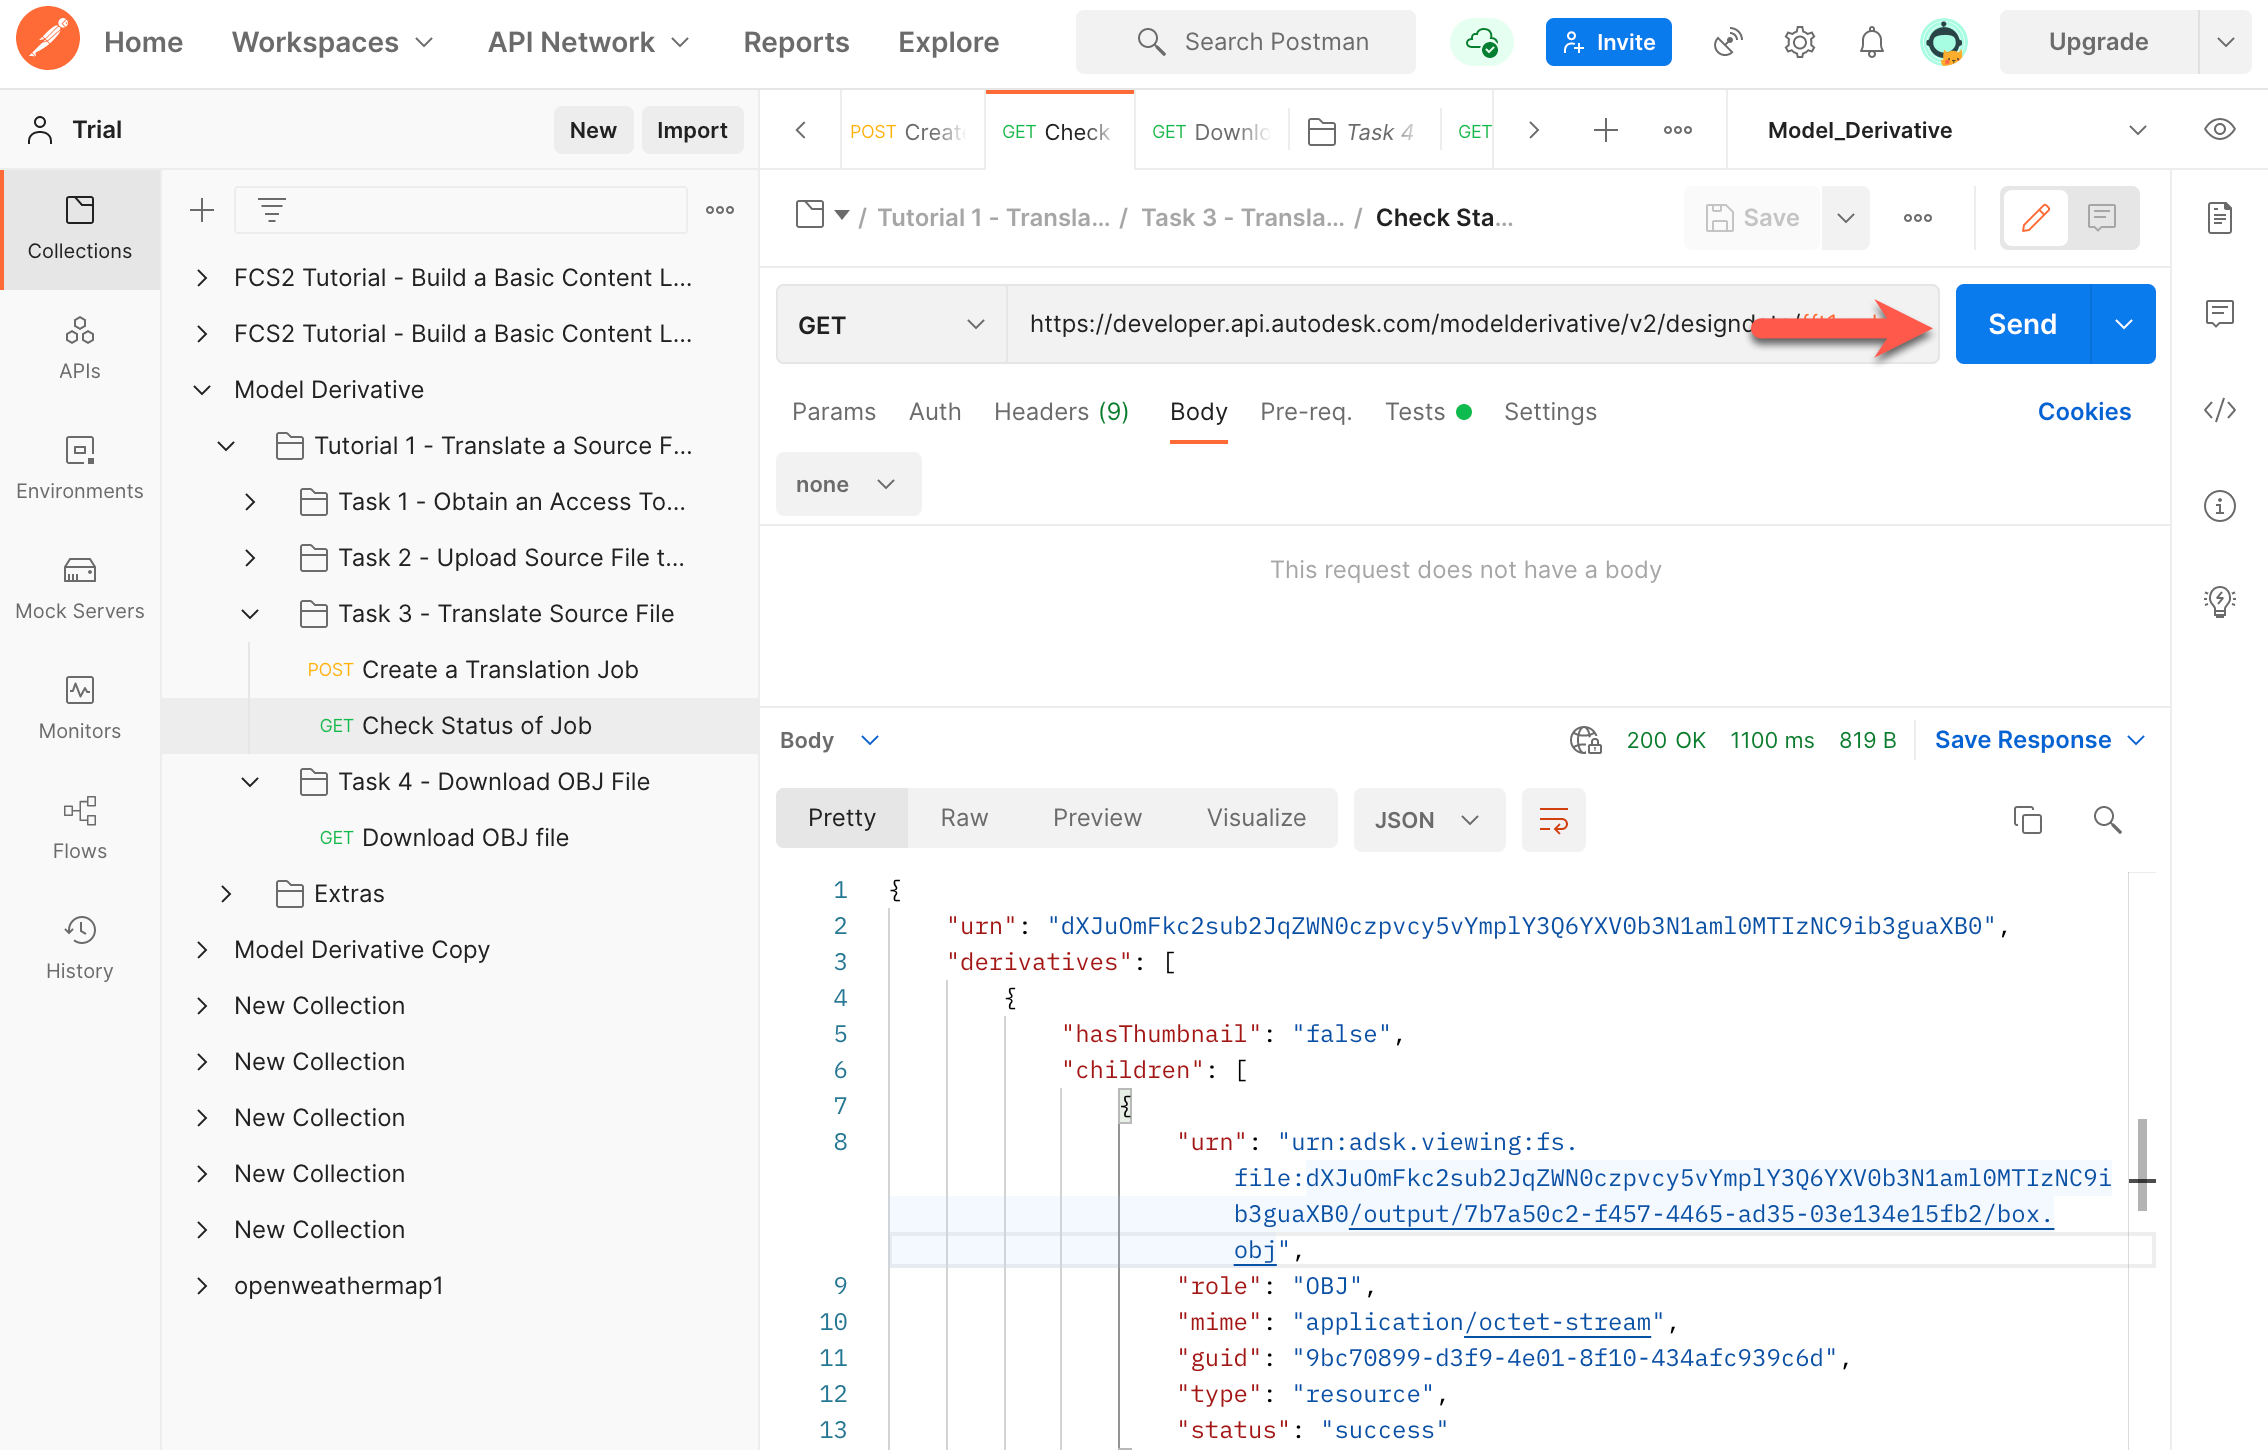 Home Workspaces API Network Reports Explore Search Postman Invite Upgrade
Trial New Import
POST Creat GET Check GET Downlo Task 4 GET Model_Derivative
Collections
APIs
Environments
Mock Servers
Monitors
Flows
History
FCS2 Tutorial - Build a Basic Content L...
FCS2 Tutorial - Build a Basic Content L...
Model Derivative
Tutorial 1 - Translate a Source F...
Task 1 - Obtain an Access To...
Task 2 - Upload Source File t...
Task 3 - Translate Source File
POST Create a Translation Job
GET Check Status of Job
Task 4 - Download OBJ File
GET Download OBJ file
Extras
Model Derivative Copy
New Collection
New Collection
New Collection
New Collection
New Collection
openweathermap1
/ Tutorial 1 - Transla... / Task 3 - Transla... / Check Sta... Save
GET https://developer.api.autodesk.com/modelderivative/v2/designd Send
Params Auth Headers (9) Body Pre-req. Tests Settings Cookies
none
This request does not have a body
Body 200 OK 1100 ms 819 B Save Response
Pretty Raw Preview Visualize JSON
1 {
2 "urn": "dXJuOmFkc2sub2JqZWN0czpvcy5vYmplY3Q6YXV0b3N1aml0MTIzNC9ib3guaXB0",
3 "derivatives": [
4 {
5 "hasThumbnail": "false",
6 "children": [
7 {
8 "urn": "urn:adsk.viewing:fs.
file:dXJuOmFkc2sub2JqZWN0czpvcy5vYmplY3Q6YXV0b3N1aml0MTIzNC9i
b3guaXB0/output/7b7a50c2-f457-4465-ad35-03e134e15fb2/box.
obj",
9 "role": "OBJ",
10 "mime": "application/octet-stream",
11 "guid": "9bc70899-d3f9-4e01-8f10-434afc939c6d",
12 "type": "resource",
13 "status": "success"